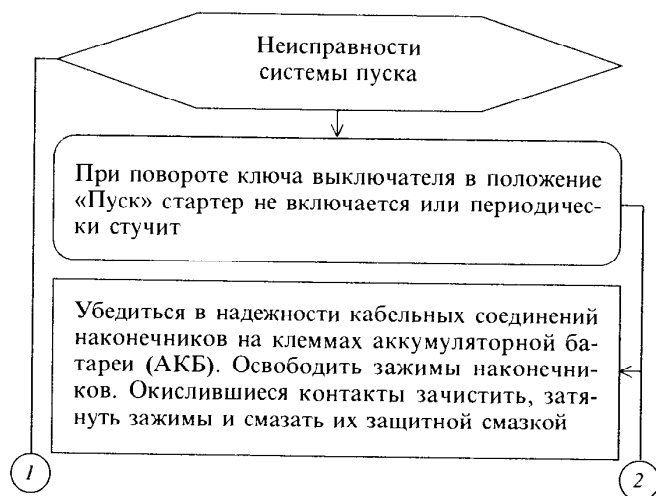 Неисправности
системы пуска
При повороте ключа выключателя в положение
«Пуск» стартер не включается или периодичес-
ки стучит
Убедиться в надежности кабельных соединений
наконечников на клеммах аккумуляторной ба-
тареи (АКБ). Освободить зажимы наконечни-
ков. Окислившиеся контакты зачистить, затя-
нуть зажимы и смазать их защитной смазкой
1
2